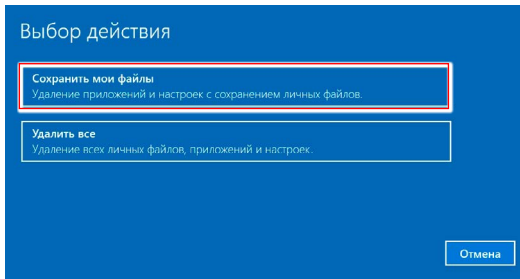 Выбор действия
Сохранить мои файлы
Удаление приложений и настроек с сохранением личных файлов.
Удалить все
Удаление всех личных файлов, приложений и настроек.
Отмена